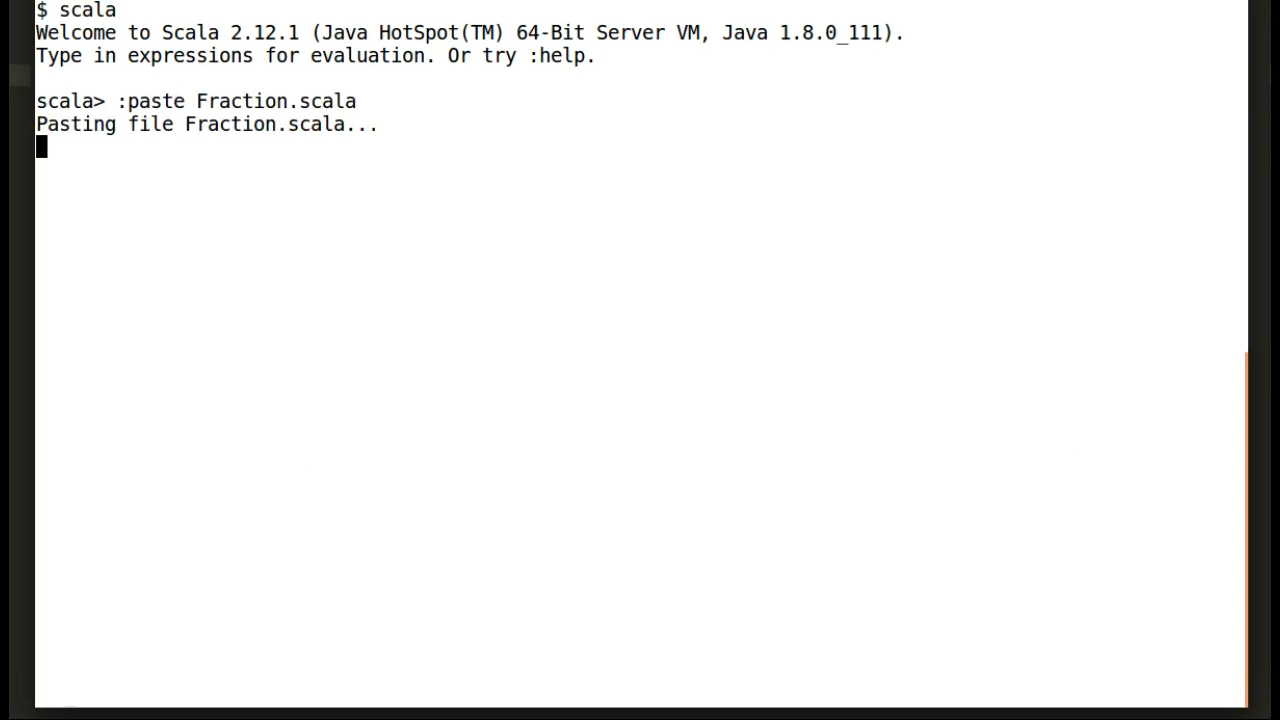 $ scala
Welcome to Scala 2.12.1 (Java HotSpot(TM) 64-Bit Server VM, Java 1.8.0_111).
Type in expressions for evaluation. Or try :help.
scala> :paste Fraction.scala
Pasting file Fraction.scala...